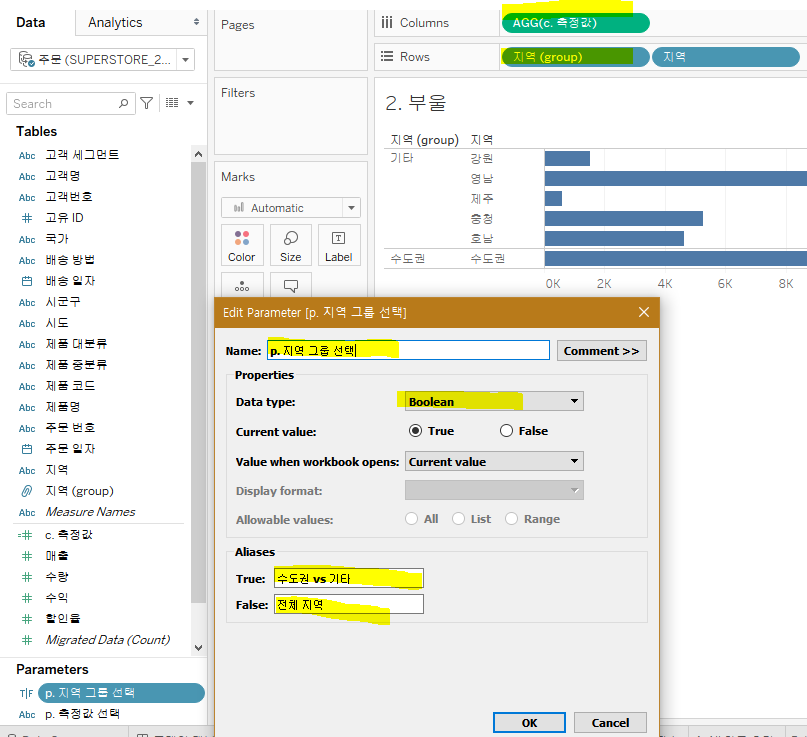 Data
Analytics
Pages
Columns
AGG(c. 측정값)
주문 (SUPERSTORE_2...
Rows
지역 (group)
지역
Search
Filters
2. 부울
Tables
지역 (group) 지역
Abc 고객 세그먼트
기타
강원
Abc 고객명
영남
Marks
Abc 고객번호
제주
Automatic
# 고유 ID
충청
Abc 국가
호남
Color
Size
Label
Abc 배송 방법
수도권
수도권
배송 일자
0K 2K 4K 6K 8K
Abc 시군구
Edit Parameter [p. 지역 그룹 선택]
Abc 시도
Abc 제품 대분류
Name: p. 지역 그룹 선택
Comment >>
Abc 제품 중분류
Properties
Abc 제품 코드
Data type: Boolean
Abc 제품명
Current value: True False
Abc 주문 번호
주문 일자
Value when workbook opens: Current value
Abc 지역
Display format:
지역 (group)
Allowable values: All List Range
Abc Measure Names
=# c. 측정값
Aliases
# 매출
True: 수도권 vs 기타
# 수량
False: 전체 지역
# 수익
# 할인율
# Migrated Data (Count)
Parameters
T|F p. 지역 그룹 선택
Abc p. 측정값 선택
OK
Cancel